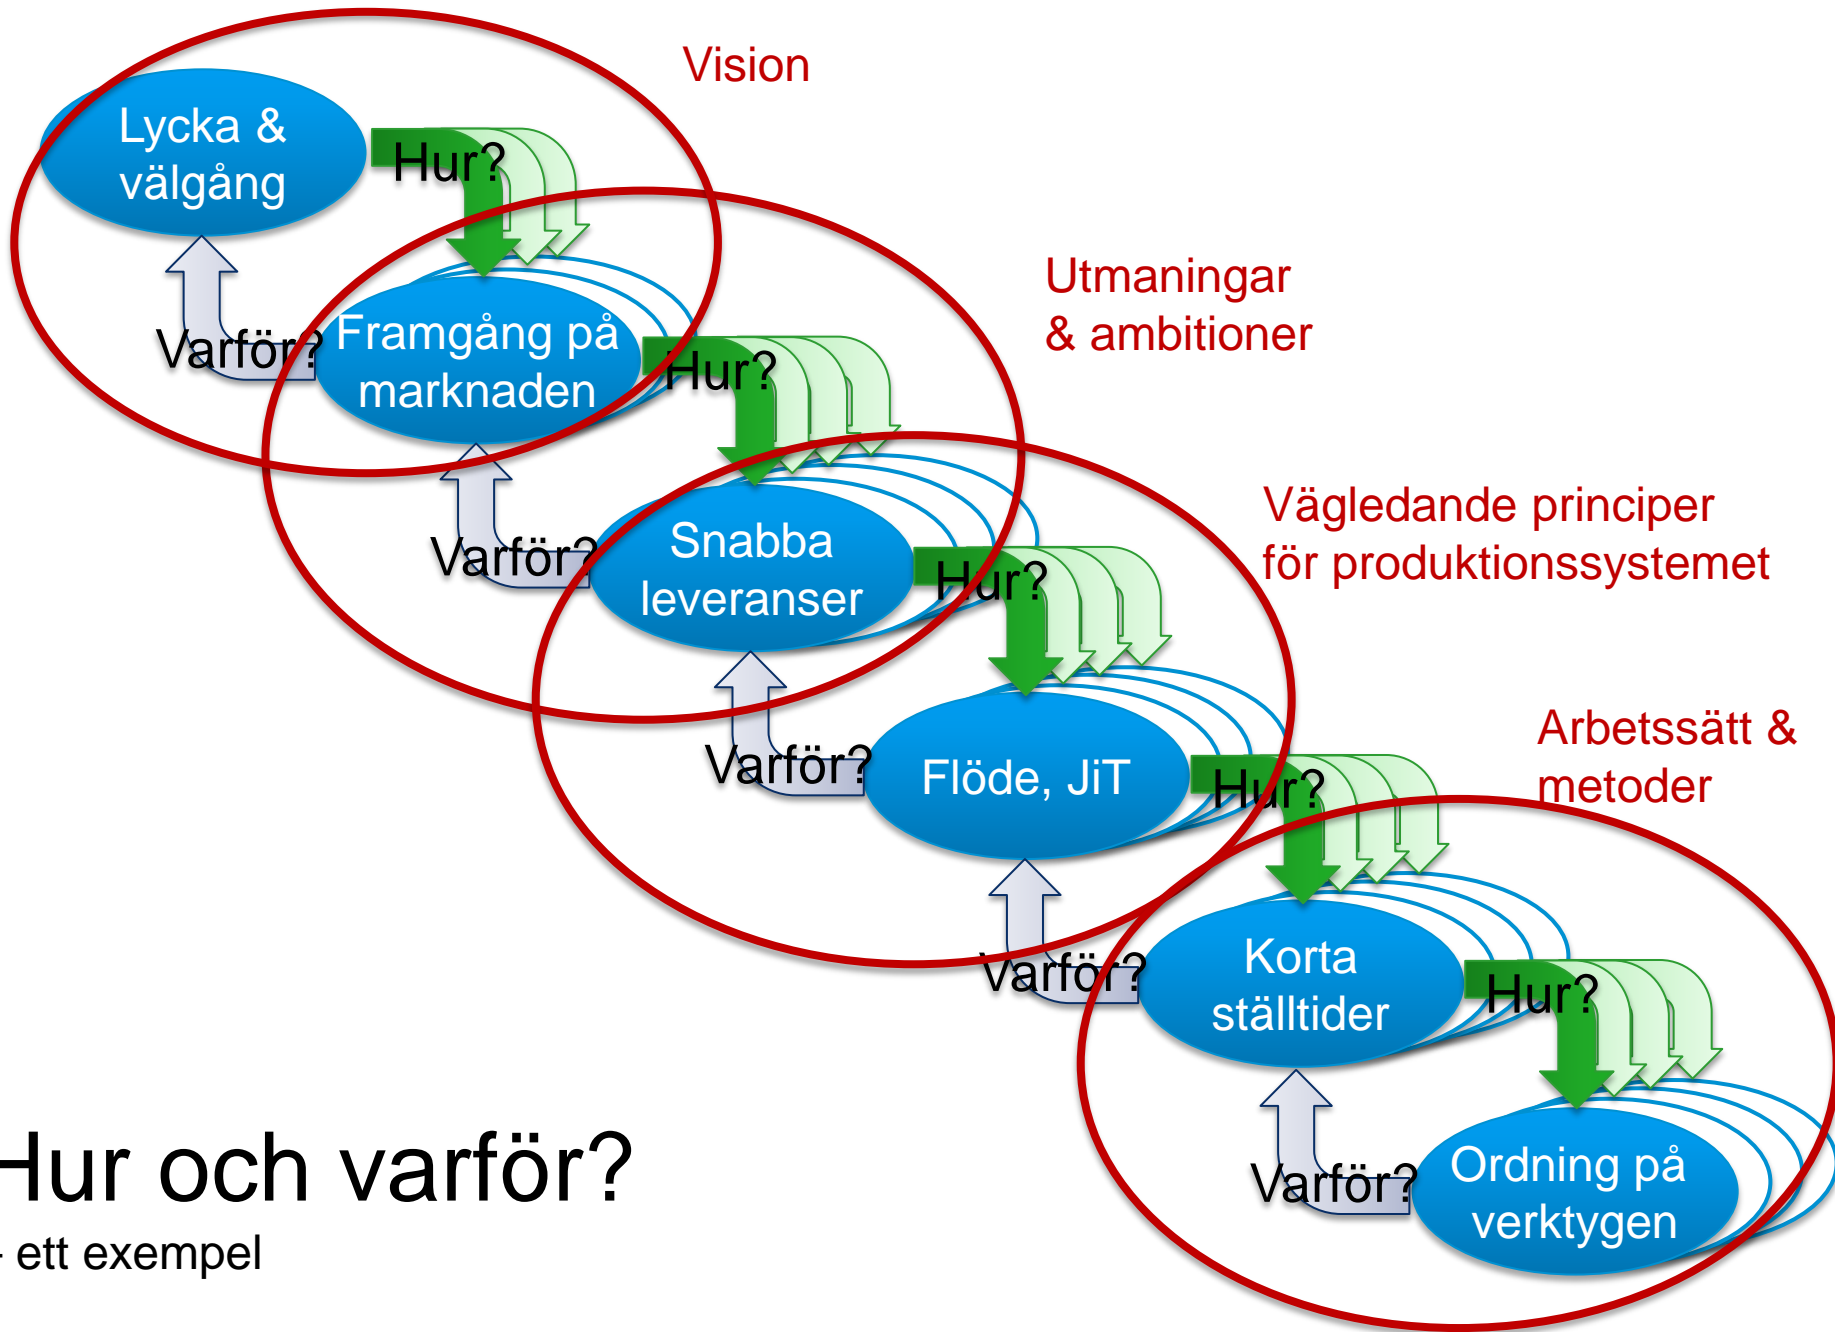 Vision
Lycka &
välgång
Hur?
Utmaningar
& ambitioner
Varför?
Framgång på
marknaden
Hur?
Vägledande principer
för produktionssystemet
Varför?
Snabba
leveranser
Hur?
Arbetssätt &
metoder
Varför?
Flöde, JiT
Hur?
Varför?
Korta
ställtider
Hur?
Varför?
Ordning på
verktygen
Hur och varför?
- ett exempel